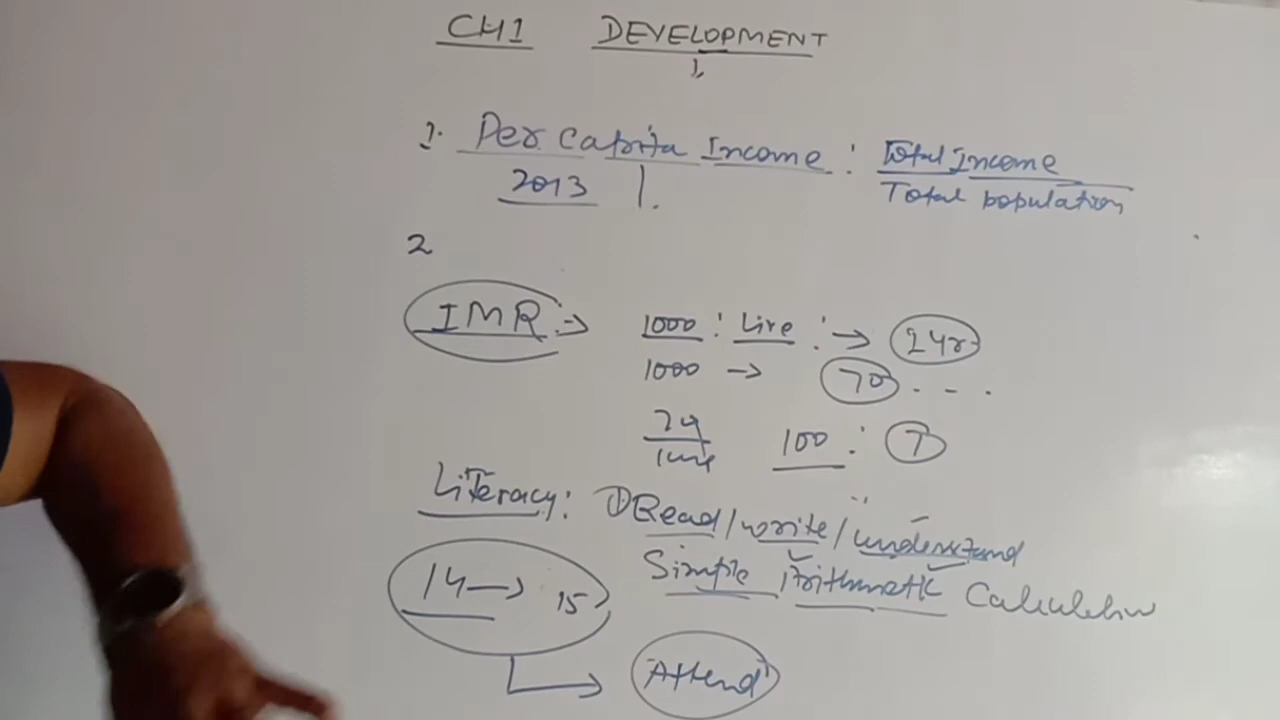 CH1 DEVELOPMENT
1. Per Capita Income : Total Income
Total population
2013
2
IMR :→ 1000 : Live : → 24r
1000 → 70 - - -
100 : 7
Literacy: ① Read/write/understand
Simple Arithmetic Calculation
14 → 15
Attend